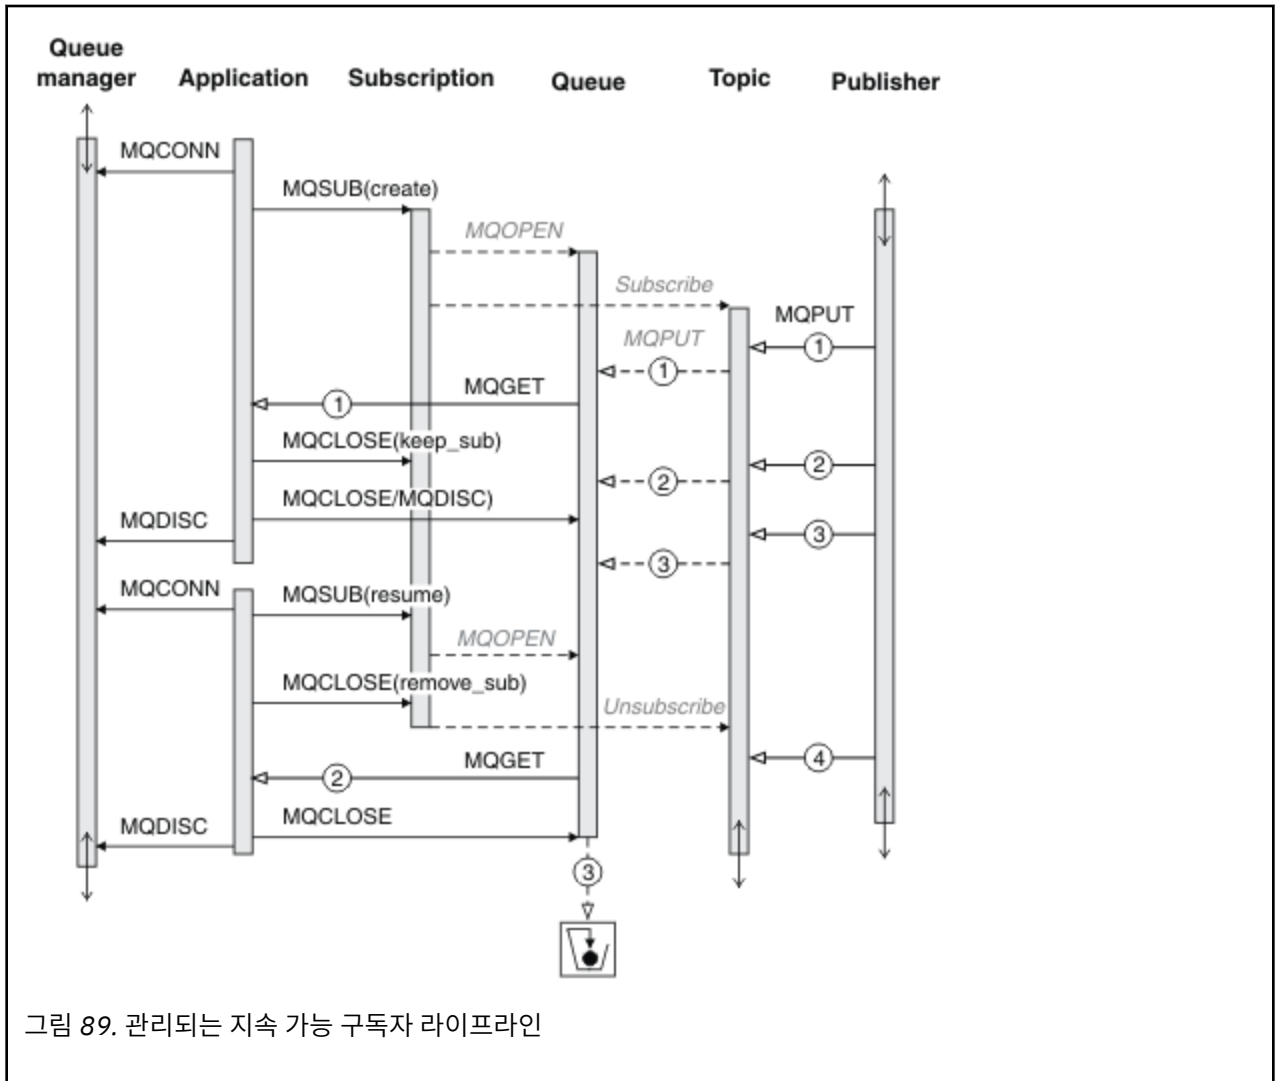 Queue
manager
Application
Subscription
Queue
Topic
Publisher
MQCONN
MQSUB(create)
MQOPEN
Subscribe
MQPUT
1
MQPUT
1
MQGET
1
MQCLOSE(keep_sub)
2
2
MQCLOSE/MQDISC)
MQDISC
3
3
MQCONN
MQSUB(resume)
MQOPEN
MQCLOSE(remove_sub)
Unsubscribe
4
MQGET
2
MQCLOSE
MQDISC
3
그림 89. 관리되는 지속 가능 구독자 라이프라인